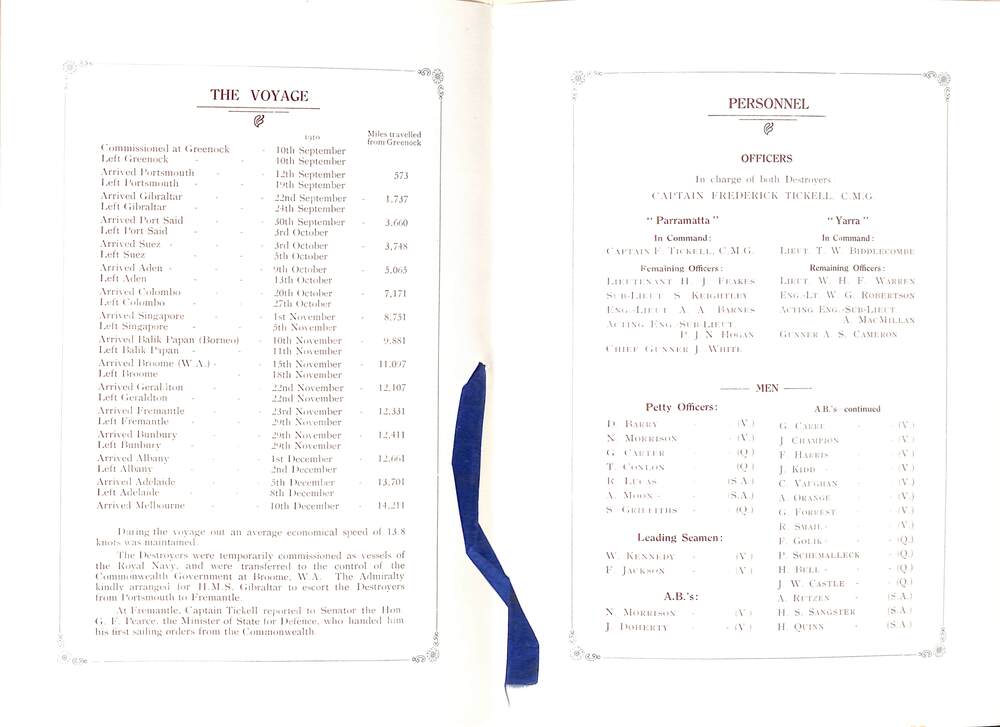 THE VOYAGE
1910
Miles travelled
from Greenock
Commissioned at Greenock - 10th September
Left Greenock - - 10th September
Arrived Portsmouth - 12th September - 573
Left Portsmouth - - 19th September
Arrived Gibraltar - - 22nd September - 1,737
Left Gibraltar - - 24th September
Arrived Port Said - - 30th September - 3,660
Left Port Said - - 3rd October
Arrived Suez - - - 3rd October - 3,748
Left Suez - - 5th October
Arrived Aden - - - 9th October - 5,065
Left Aden - - 13th October
Arrived Colombo - - 20th October - 7,171
Left Colombo - - 27th October
Arrived Singapore - - 1st November - 8,751
Left Singapore - - 5th November
Arrived Balik Papan (Borneo) - 10th November - 9,881
Left Balik Papan - - 11th November
Arrived Broome (W.A.) - - 15th November - 11,097
Left Broome - - 18th November
Arrived Geraldton - - 22nd November - 12,107
Left Geraldton - - 22nd November
Arrived Fremantle - - 23rd November - 12,331
Left Fremantle - - 29th November
Arrived Bunbury - - 29th November - 12,411
Left Bunbury - - 29th November
Arrived Albany - - 1st December - 12,661
Left Albany - - 2nd December
Arrived Adelaide - - 5th December - 13,701
Left Adelaide - - 8th December
Arrived Melbourne - - 10th December - 14,211
During the voyage out an average economical speed of 13.8
knots was maintained.
The Destroyers were temporarily commissioned as vessels of
the Royal Navy, and were transferred to the control of the
Commonwealth Government at Broome, W.A. The Admiralty
kindly arranged for H.M.S. Gibraltar to escort the Destroyers
from Portsmouth to Fremantle.
At Fremantle, Captain Tickell reported to Senator the Hon.
G. F. Pearce, the Minister of State for Defence, who handed him
his first sailing orders from the Commonwealth.
PERSONNEL
OFFICERS
In charge of both Destroyers
CAPTAIN FREDERICK TICKELL, C.M.G.
"Parramatta"
In Command:
CAPTAIN F. TICKELL, C.M.G.
Remaining Officers:
LIEUTENANT H. J. FEAKES
SUB-LIEUT S. KEIGHTLEY
ENG.-LIEUT A. A. BARNES
ACTING ENG. SUB-LIEUT
P. J. N. HOGAN
CHIEF GUNNER J. WHITE
"Yarra"
In Command:
LIEUT. T. W. BIDDLECOMBE
Remaining Officers:
LIEUT. W. H. F. WARREN
ENG.-LT W. G. ROBERTSON
ACTING ENG.-SUB-LIEUT
A. MACMILLAN
GUNNER A. S. CAMERON
MEN
Petty Officers:
D. BARRY - (V.)
N. MORRISON - (V.)
G. CARTER - (Q.)
T. CONLON - (Q.)
R. LUCAS - (S.A.)
A. MOON - - (S.A.)
S. GRIFFITHS - (Q.)
Leading Seamen:
W. KENNEDY - (V.)
F. JACKSON - (V.)
A.B.'s:
N. MORRISON - (V.)
J. DOHERTY - - (V.)
A.B.'s continued
G. CAREL - (V.)
J. CHAMPION - (V.)
F. HARRIS - (V.)
J. KIDD - - (V.)
C. VAUGHAN - (V.)
A. ORANGE - (V.)
G. FORREST - (V.)
R. SMAIL - - (V.)
F. GOLIK - - (Q.)
P. SCHEMALLECK - (Q.)
H. BULL - - (Q.)
J. W. CASTLE - (Q.)
A. RUTZEN - (S.A.)
H. S. SANGSTER (S.A.)
H. QUINN - (S.A.)